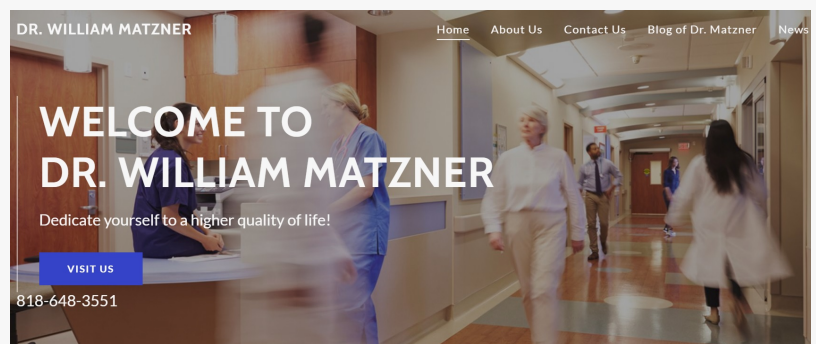 DR. WILLIAM MATZNER
Home About Us Contact Us Blog of Dr. Matzner News
WELCOME TO
DR. WILLIAM MATZNER
Dedicate yourself to a higher quality of life!
VISIT US
818-648-3551